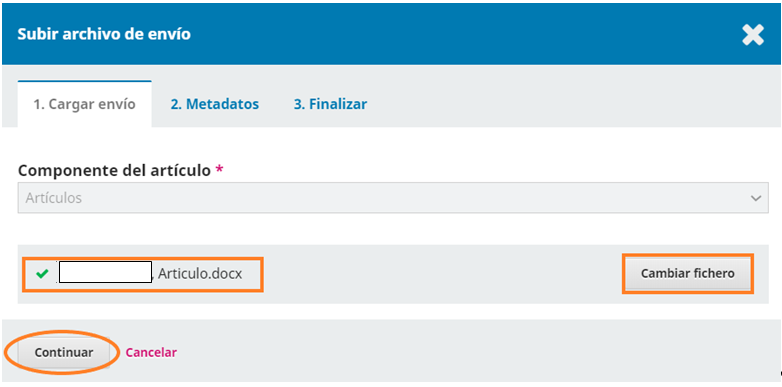 Subir archivo de envío
1. Cargar envío 2. Metadatos 3. Finalizar
Componente del artículo *
Artículos
, Articulo.docx Cambiar fichero
Continuar Cancelar